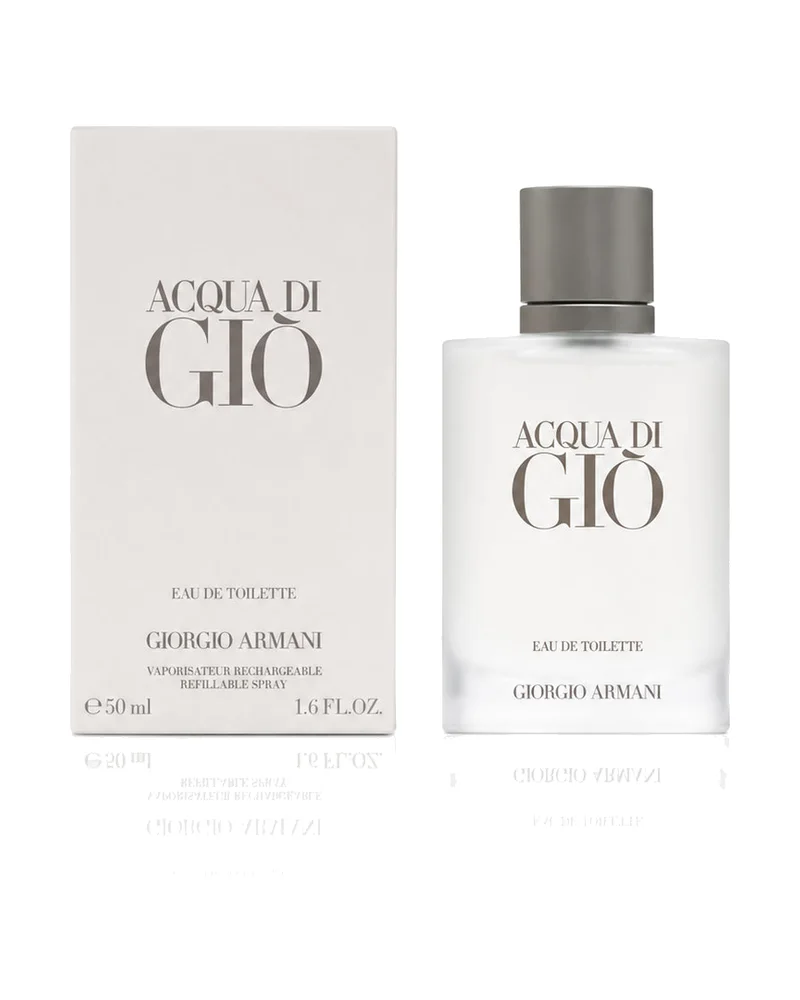 ACQUA DI
GIÒ
EAU DE TOILETTE
GIORGIO ARMANI
VAPORISATEUR RECHARGEABLE
REFILLABLE SPRAY
℮ 50 ml 1.6 FL.OZ.
ACQUA DI
GIÒ
EAU DE TOILETTE
GIORGIO ARMANI